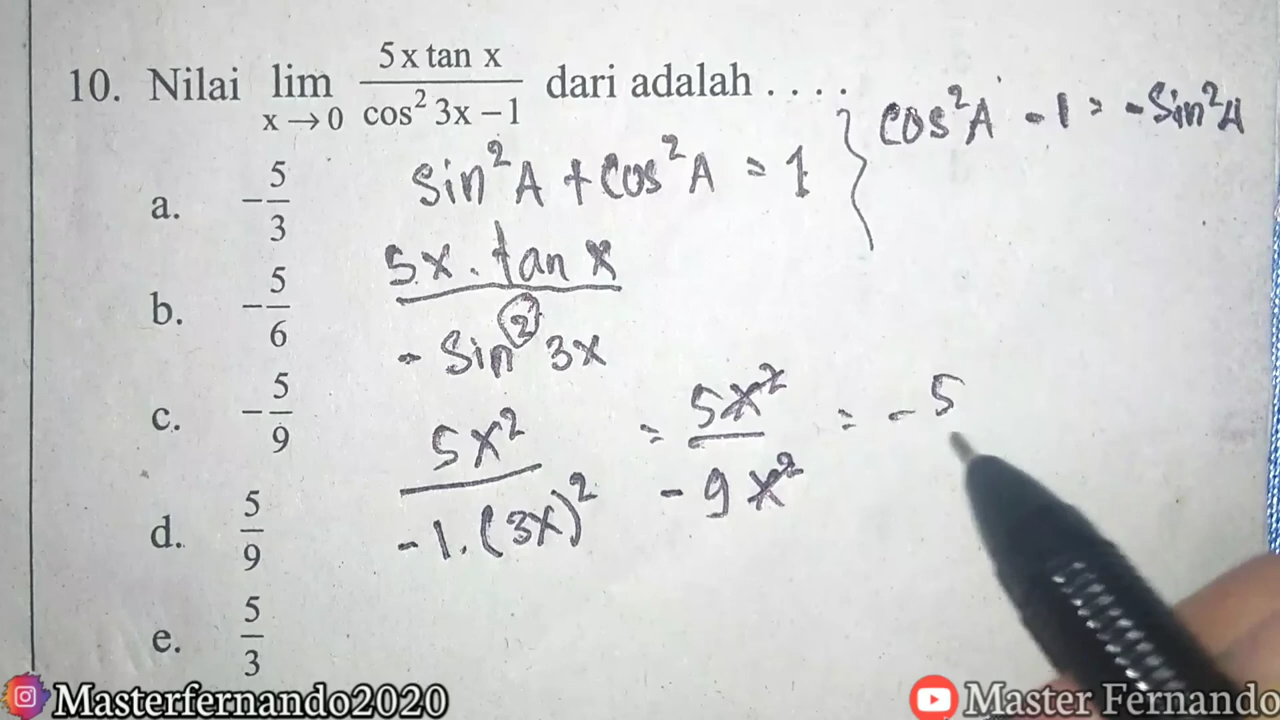 10. Nilai lim x→0 5x tan x / cos² 3x – 1 dari adalah . . . .
cos²A - 1 = -Sin²A
a. -5/3
Sin²A + Cos²A = 1
b. -5/6
5x . tan x / - Sin² 3x
c. -5/9
5x² / -1.(3x)² = 5x² / -9x² = -5
d. 5/9
e. 5/3
Masterfernando2020
Master Fernando